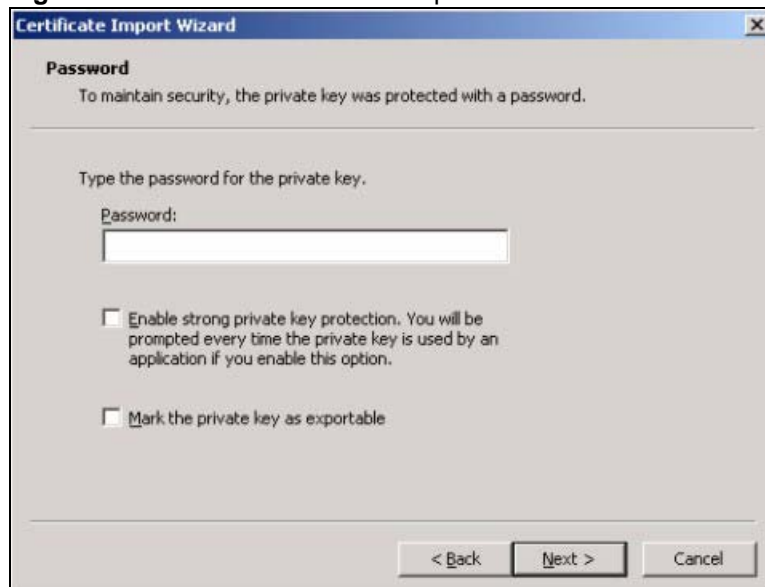 Certificate Import Wizard
Password
To maintain security, the private key was protected with a password.
Type the password for the private key.
Password:
Enable strong private key protection. You will be
prompted every time the private key is used by an
application if you enable this option.
Mark the private key as exportable
< Back Next > Cancel